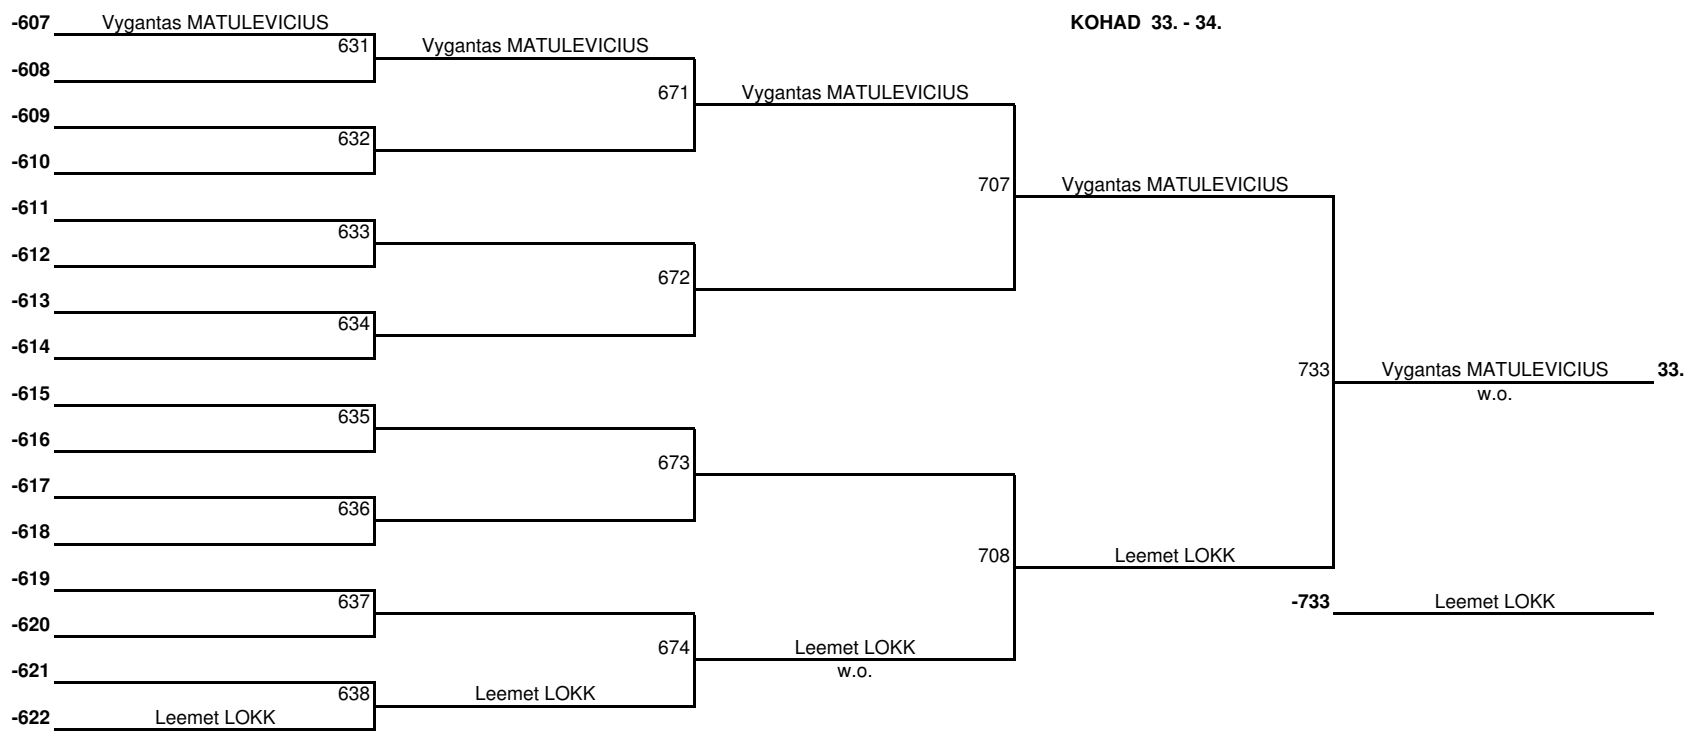 -607 Vygantas MATULEVICIUS KOHAD 33. - 34.
631 Vygantas MATULEVICIUS
-608
671 Vygantas MATULEVICIUS
-609
632
-610
707 Vygantas MATULEVICIUS
-611
633
-612
672
-613
634
-614
733 Vygantas MATULEVICIUS 33.
w.o.
-615
635
-616
673
-617
636
-618
708 Leemet LOKK
-619
637
-733 Leemet LOKK
-620
674 Leemet LOKK
w.o.
-621
638 Leemet LOKK
-622 Leemet LOKK